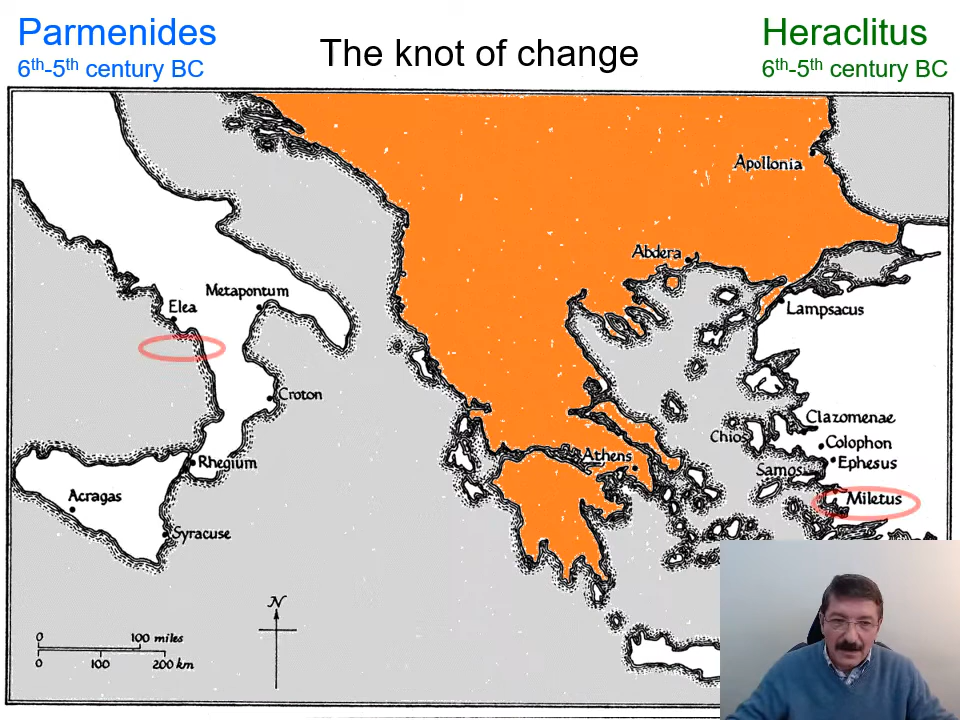 Parmenides
6th-5th century BC
The knot of change
Heraclitus
6th-5th century BC
Apollonia
Abdera
Metapontum
Elea
Lampsacus
Croton
Clazomenae
Chio
Colophon
Athens
Ephesus
Rhegium
Samos
Acragas
Miletus
Syracuse
N
0 100 miles
0 100 200 km